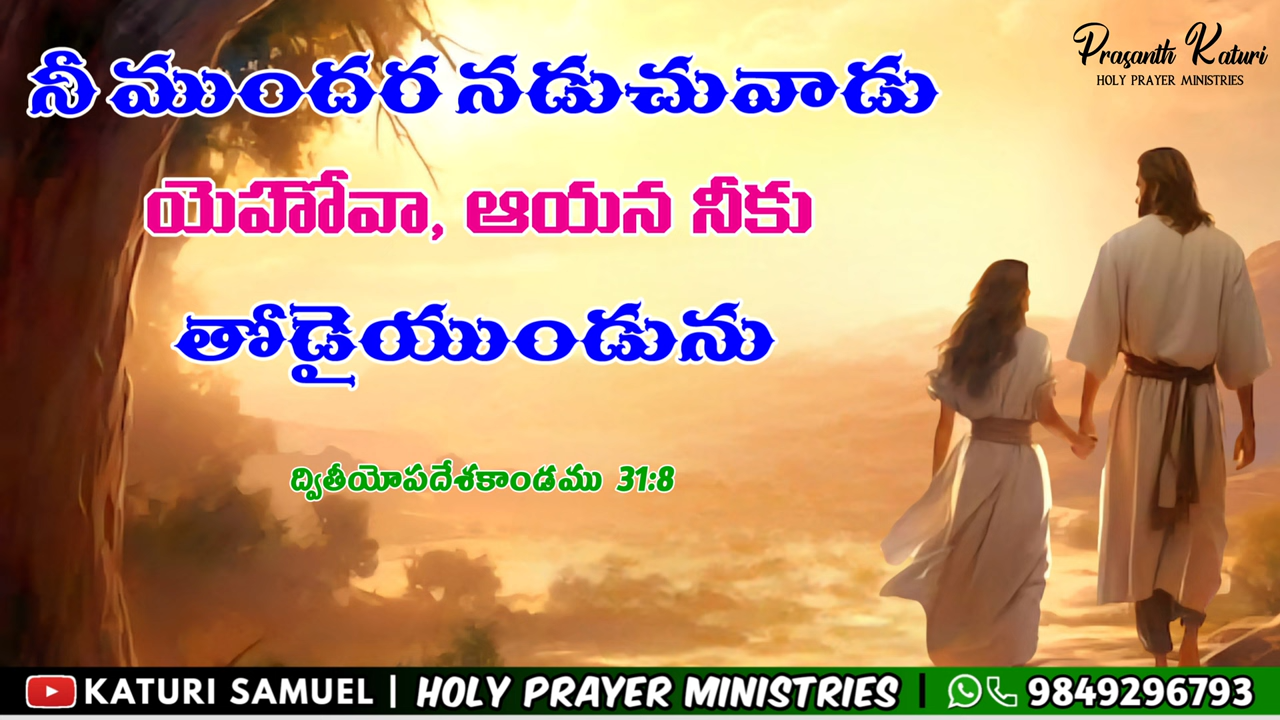 Prasanth Katuri
HOLY PRAYER MINISTRIES
నీ ముందర నడుచువాడు
యెహోవా, ఆయన నీకు
తోడైయుండును
ద్వితీయోపదేశకాండము 31:8
KATURI SAMUEL | HOLY PRAYER MINISTRIES | 9849296793